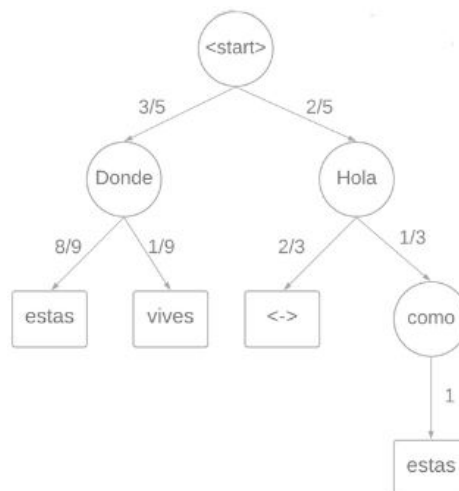 <start>
3/5 2/5
Donde Hola
8/9 1/9 2/3 1/3
estas vives <-> como
1
estas